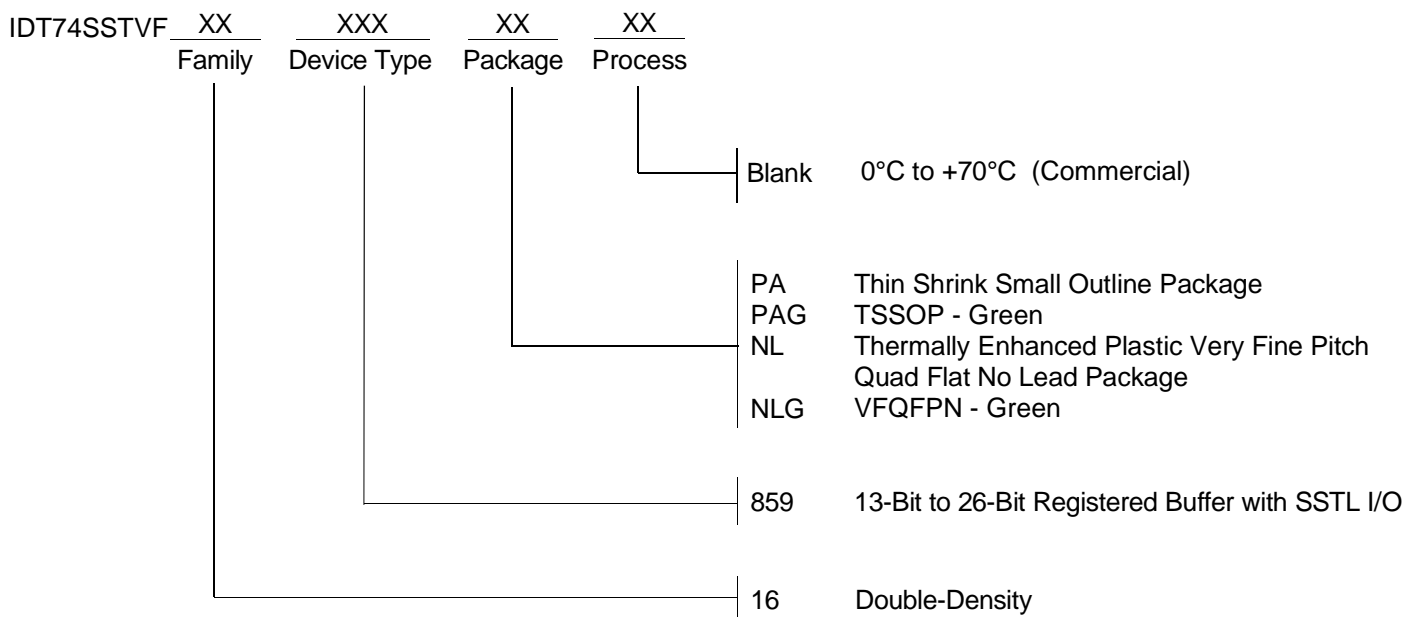 IDT74SSTVF XX XXX XX XX
Family Device Type Package Process
Blank 0°C to +70°C (Commercial)
PA Thin Shrink Small Outline Package
PAG TSSOP - Green
NL Thermally Enhanced Plastic Very Fine Pitch
Quad Flat No Lead Package
NLG VFQFPN - Green
859 13-Bit to 26-Bit Registered Buffer with SSTL I/O
16 Double-Density